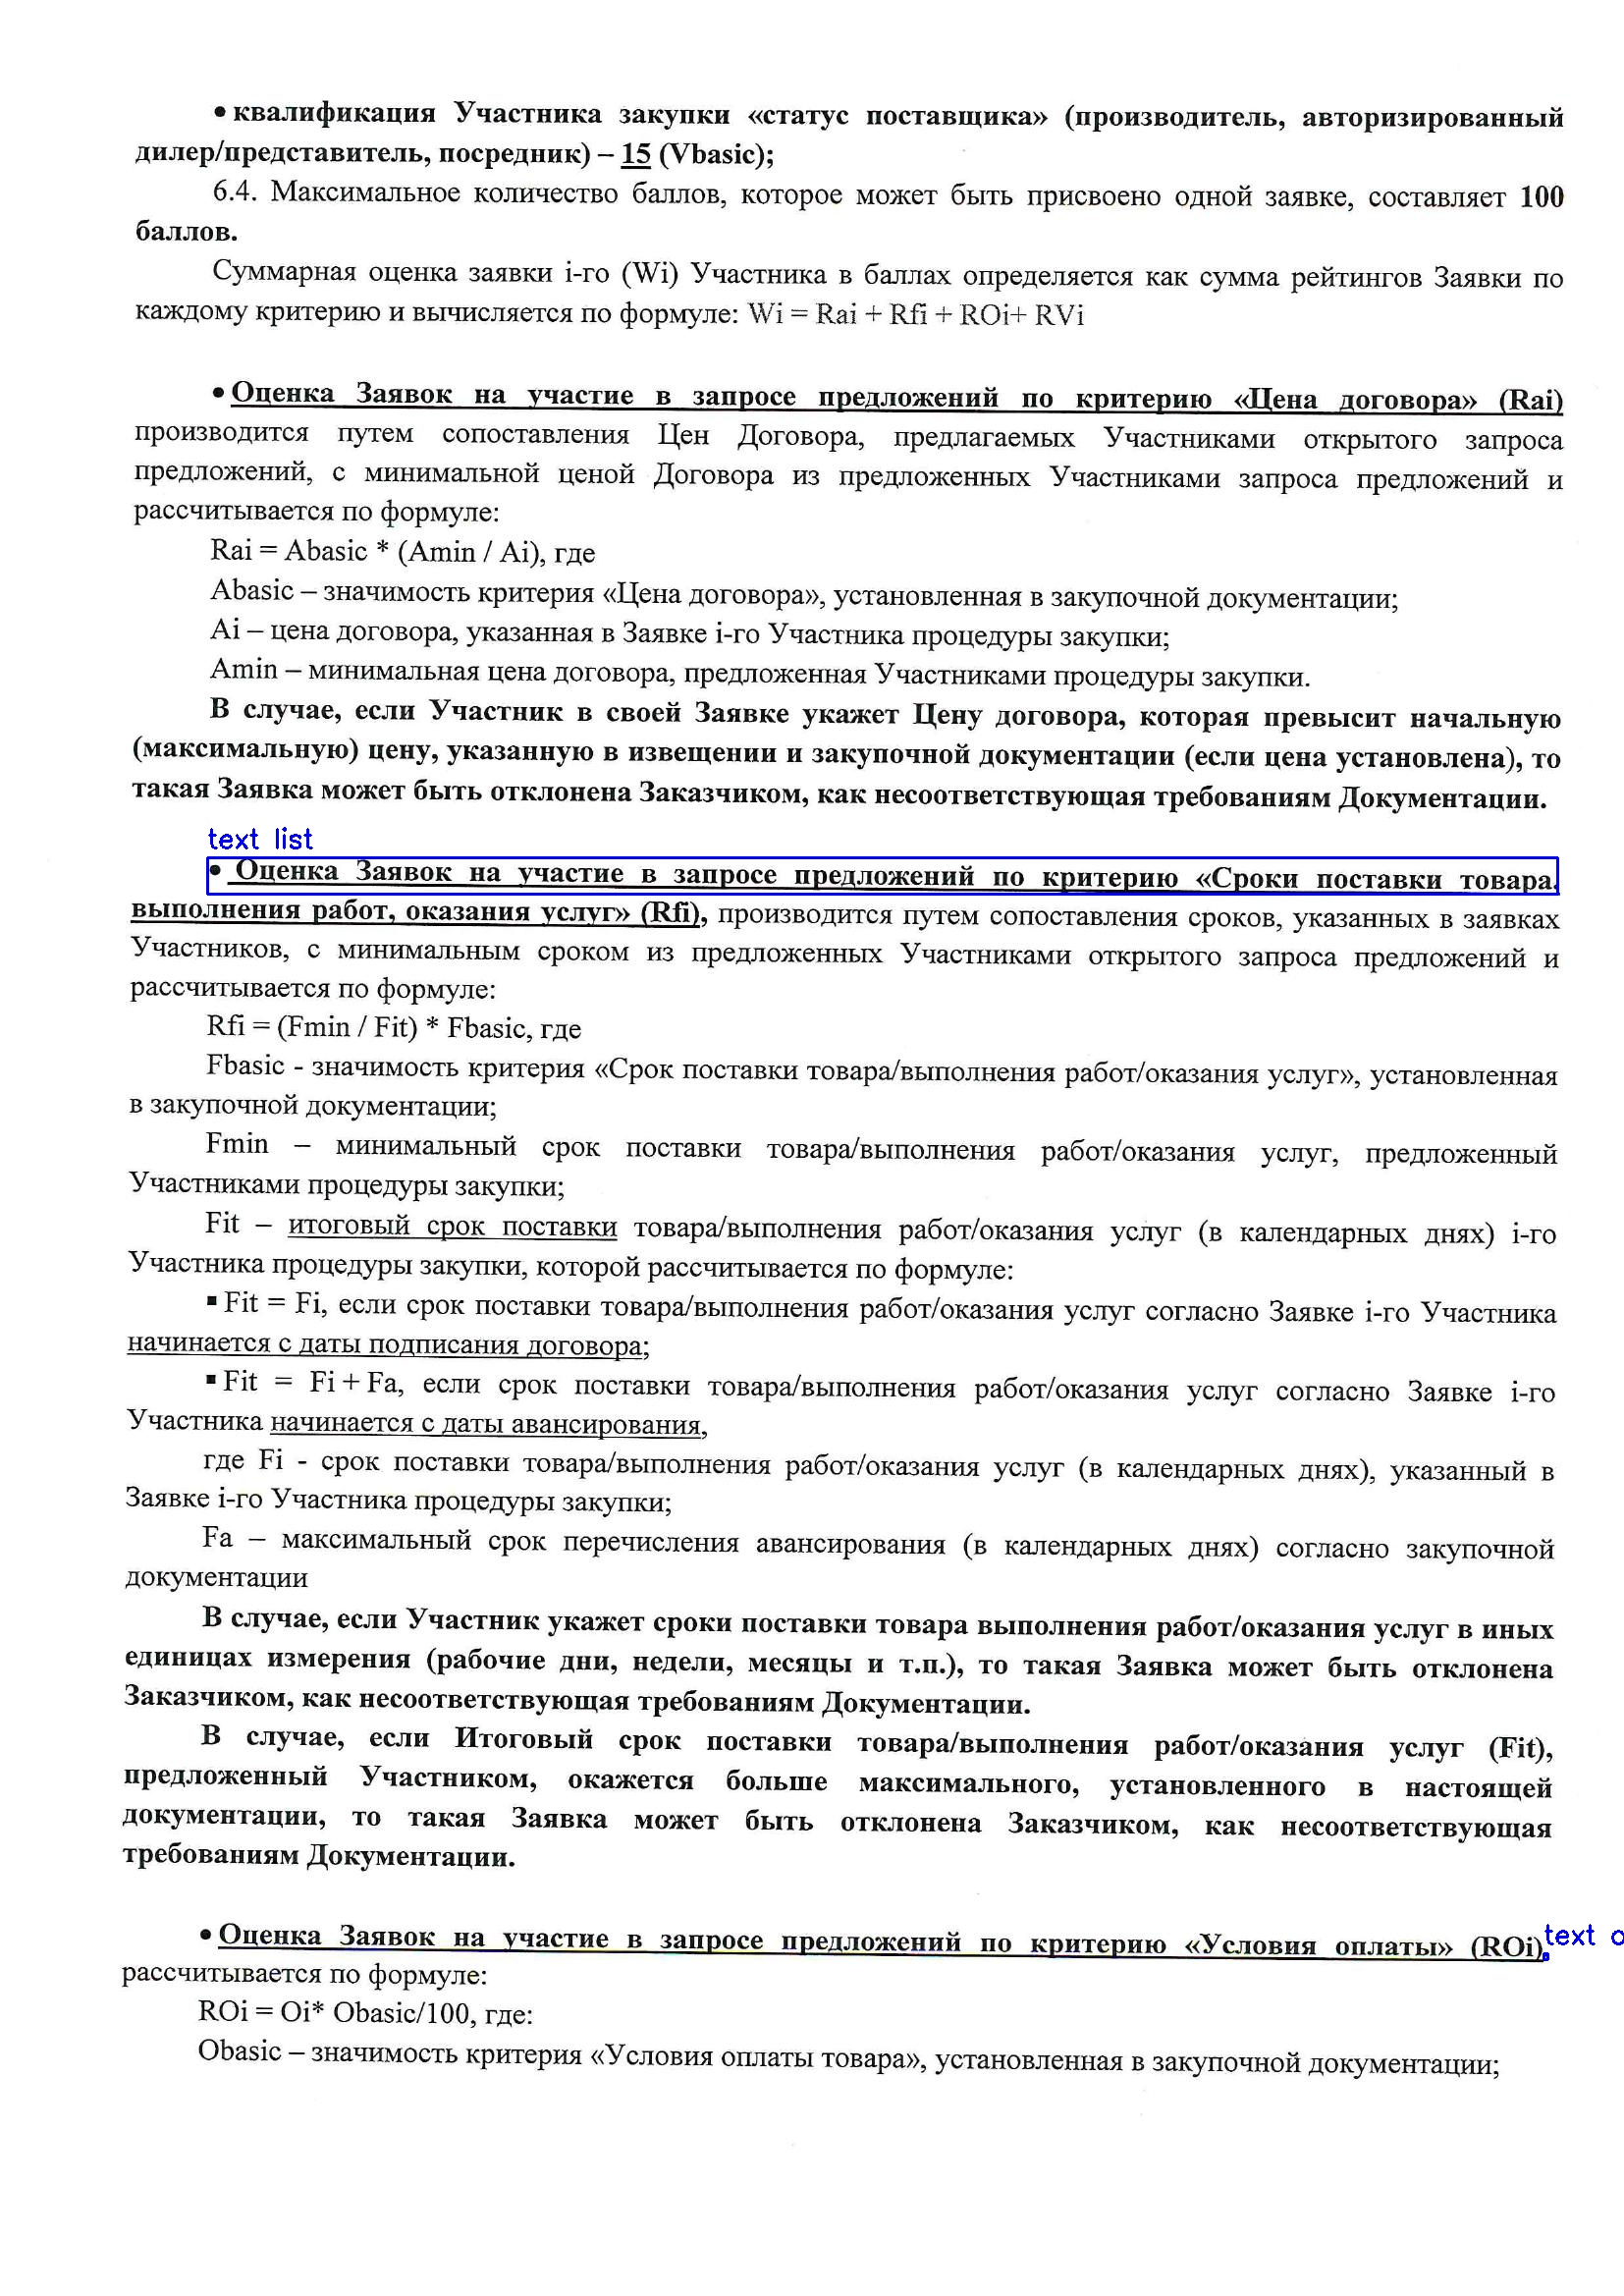 • квалификация Участника закупки «статус поставщика» (производитель, авторизированный
дилер/представитель, посредник) – 15 (Vbasic);
6.4. Максимальное количество баллов, которое может быть присвоено одной заявке, составляет 100
баллов.
Суммарная оценка заявки i-го (Wi) Участника в баллах определяется как сумма рейтингов Заявки по
каждому критерию и вычисляется по формуле: Wi = Rai + Rfi + ROi+ RVi
• Оценка Заявок на участие в запросе предложений по критерию «Цена договора» (Rai)
производится путем сопоставления Цен Договора, предлагаемых Участниками открытого запроса
предложений, с минимальной ценой Договора из предложенных Участниками запроса предложений и
рассчитывается по формуле:
Rai = Abasic * (Amin / Ai), где
Abasic – значимость критерия «Цена договора», установленная в закупочной документации;
Ai – цена договора, указанная в Заявке i-го Участника процедуры закупки;
Amin – минимальная цена договора, предложенная Участниками процедуры закупки.
В случае, если Участник в своей Заявке укажет Цену договора, которая превысит начальную
(максимальную) цену, указанную в извещении и закупочной документации (если цена установлена), то
такая Заявка может быть отклонена Заказчиком, как несоответствующая требованиям Документации.
text list
• Оценка Заявок на участие в запросе предложений по критерию «Сроки поставки товара,
выполнения работ, оказания услуг» (Rfi), производится путем сопоставления сроков, указанных в заявках
Участников, с минимальным сроком из предложенных Участниками открытого запроса предложений и
рассчитывается по формуле:
Rfi = (Fmin / Fit) * Fbasic, где
Fbasic - значимость критерия «Срок поставки товара/выполнения работ/оказания услуг», установленная
в закупочной документации;
Fmin – минимальный срок поставки товара/выполнения работ/оказания услуг, предложенный
Участниками процедуры закупки;
Fit – итоговый срок поставки товара/выполнения работ/оказания услуг (в календарных днях) i-го
Участника процедуры закупки, которой рассчитывается по формуле:
▪ Fit = Fi, если срок поставки товара/выполнения работ/оказания услуг согласно Заявке i-го Участника
начинается с даты подписания договора;
▪ Fit = Fi + Fa, если срок поставки товара/выполнения работ/оказания услуг согласно Заявке i-го
Участника начинается с даты авансирования,
где Fi - срок поставки товара/выполнения работ/оказания услуг (в календарных днях), указанный в
Заявке i-го Участника процедуры закупки;
Fa – максимальный срок перечисления авансирования (в календарных днях) согласно закупочной
документации
В случае, если Участник укажет сроки поставки товара выполнения работ/оказания услуг в иных
единицах измерения (рабочие дни, недели, месяцы и т.п.), то такая Заявка может быть отклонена
Заказчиком, как несоответствующая требованиям Документации.
В случае, если Итоговый срок поставки товара/выполнения работ/оказания услуг (Fit),
предложенный Участником, окажется больше максимального, установленного в настоящей
документации, то такая Заявка может быть отклонена Заказчиком, как несоответствующая
требованиям Документации.
• Оценка Заявок на участие в запросе предложений по критерию «Условия оплаты» (ROi) text
рассчитывается по формуле:
ROi = Oi* Obasic/100, где:
Obasic – значимость критерия «Условия оплаты товара», установленная в закупочной документации;